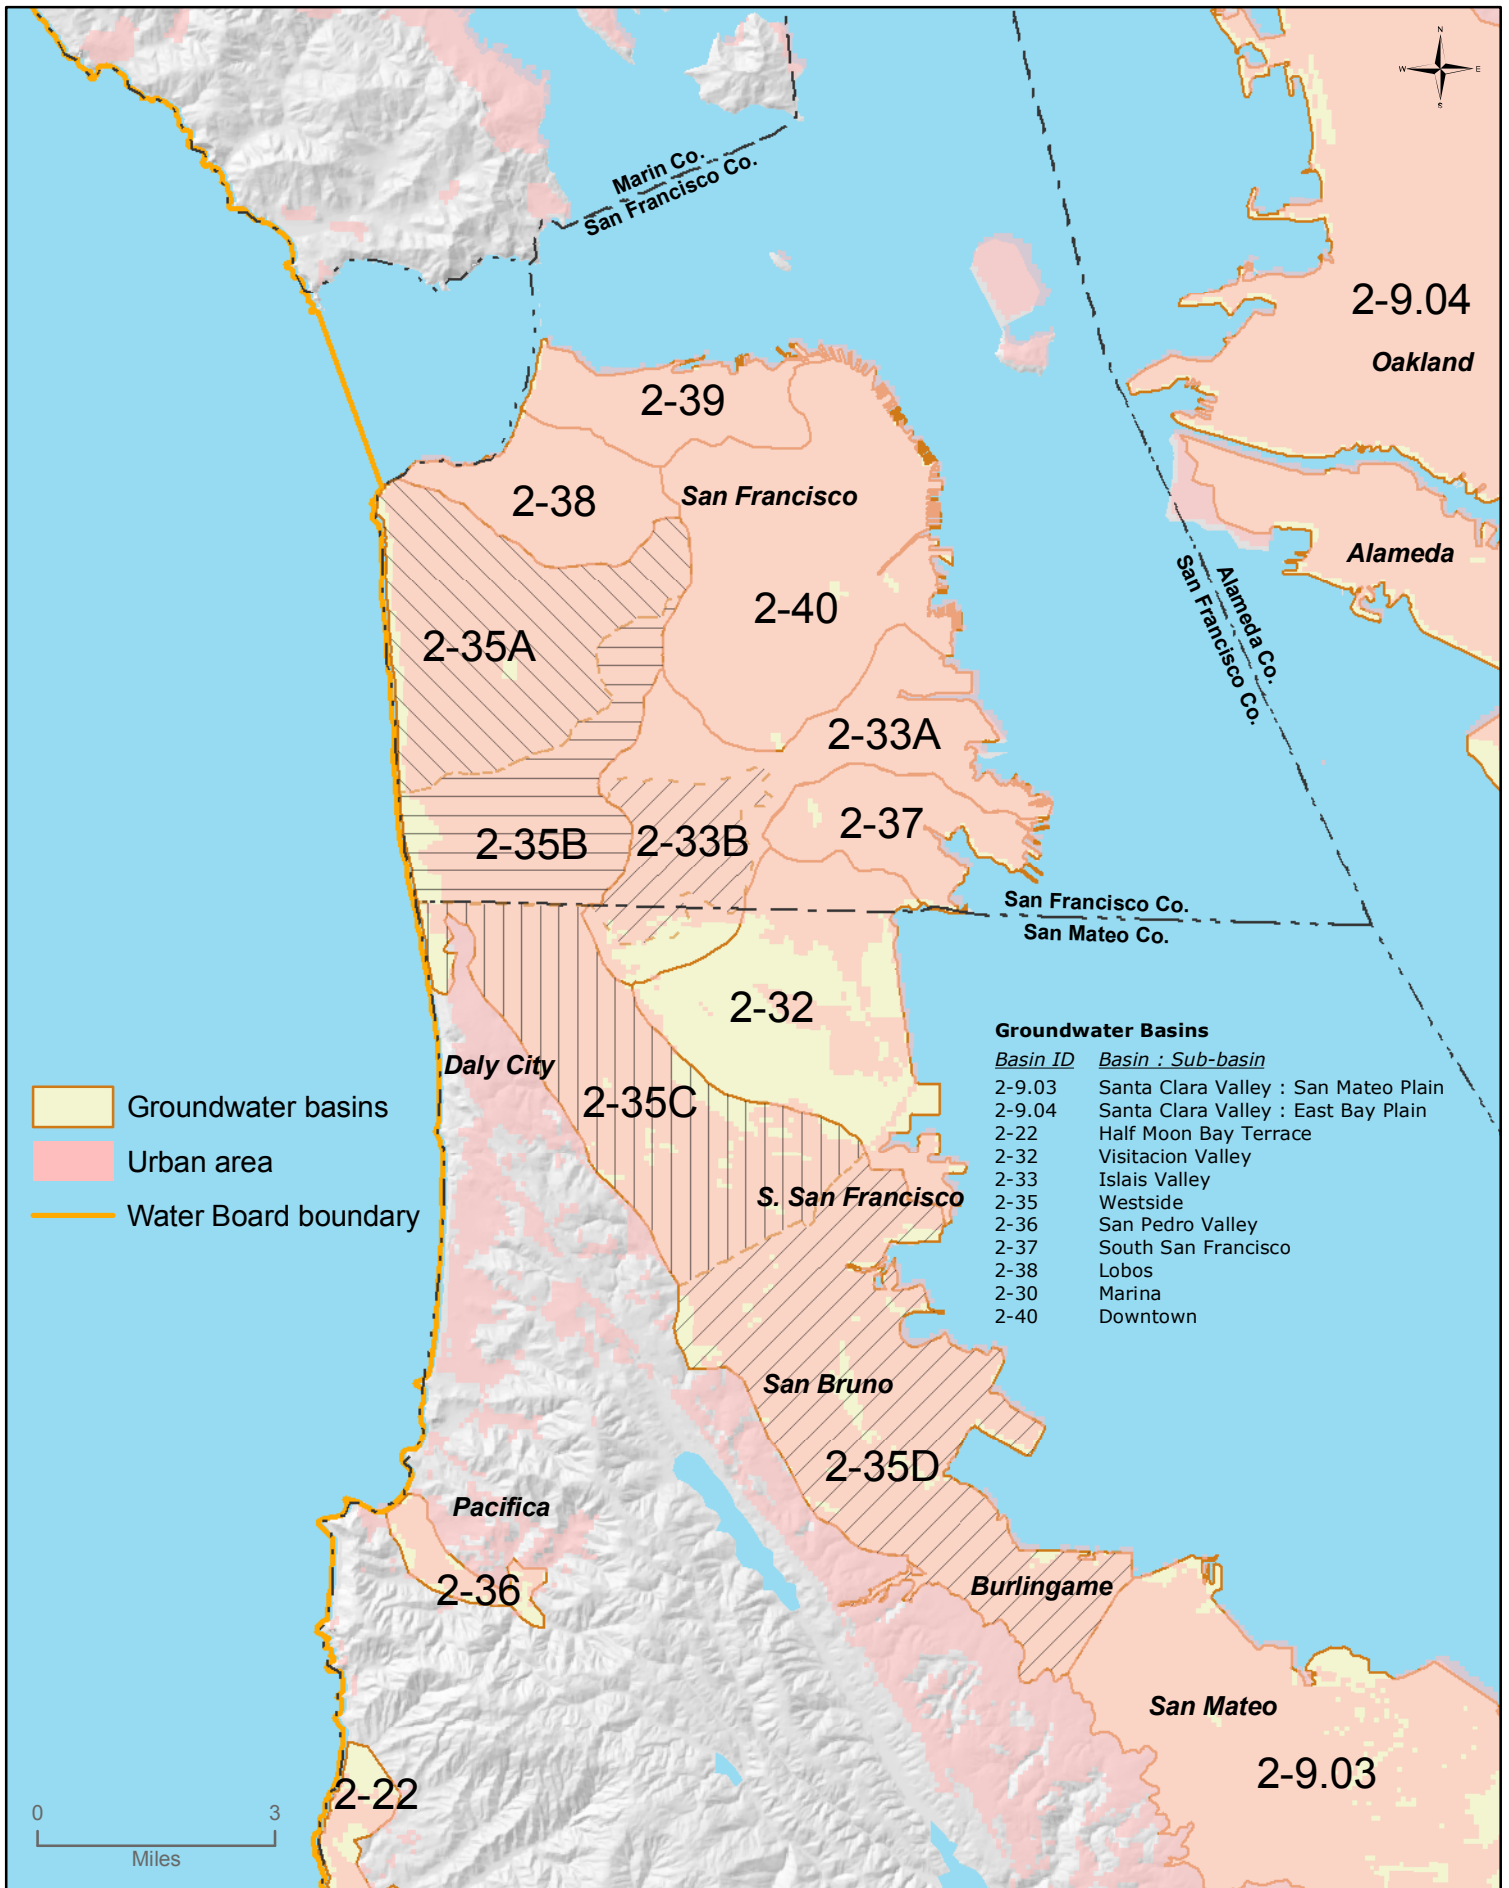 N
W E
S
Marin Co.
San Francisco Co.
2-9.04
Oakland
2-39
2-38
San Francisco
Alameda
Alameda Co.
San Francisco Co.
2-40
2-35A
2-33A
2-35B
2-33B
2-37
San Francisco Co.
San Mateo Co.
2-32
Daly City
2-35C
Groundwater Basins
Basin ID Basin : Sub-basin
2-9.03 Santa Clara Valley : San Mateo Plain
2-9.04 Santa Clara Valley : East Bay Plain
2-22 Half Moon Bay Terrace
2-32 Visitacion Valley
2-33 Islais Valley
2-35 Westside
2-36 San Pedro Valley
2-37 South San Francisco
2-38 Lobos
2-30 Marina
2-40 Downtown
Groundwater basins
Urban area
Water Board boundary
S. San Francisco
San Bruno
2-35D
Pacifica
2-36
Burlingame
San Mateo
2-9.03
2-22
0 3
Miles